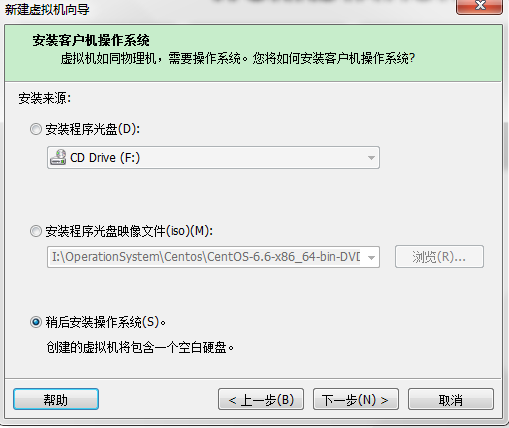 新建虚拟机向导
安装客户机操作系统
虚拟机如同物理机，需要操作系统。您将如何安装客户机操作系统?
安装来源:
安装程序光盘(D):
CD Drive (F:)
安装程序光盘映像文件(iso)(M):
I:\OperationSystem\Centos\CentOS-6.6-x86_64-bin-DVD
浏览(R)...
稍后安装操作系统(S)。
创建的虚拟机将包含一个空白硬盘。
帮助
< 上一步(B)
下一步(N) >
取消